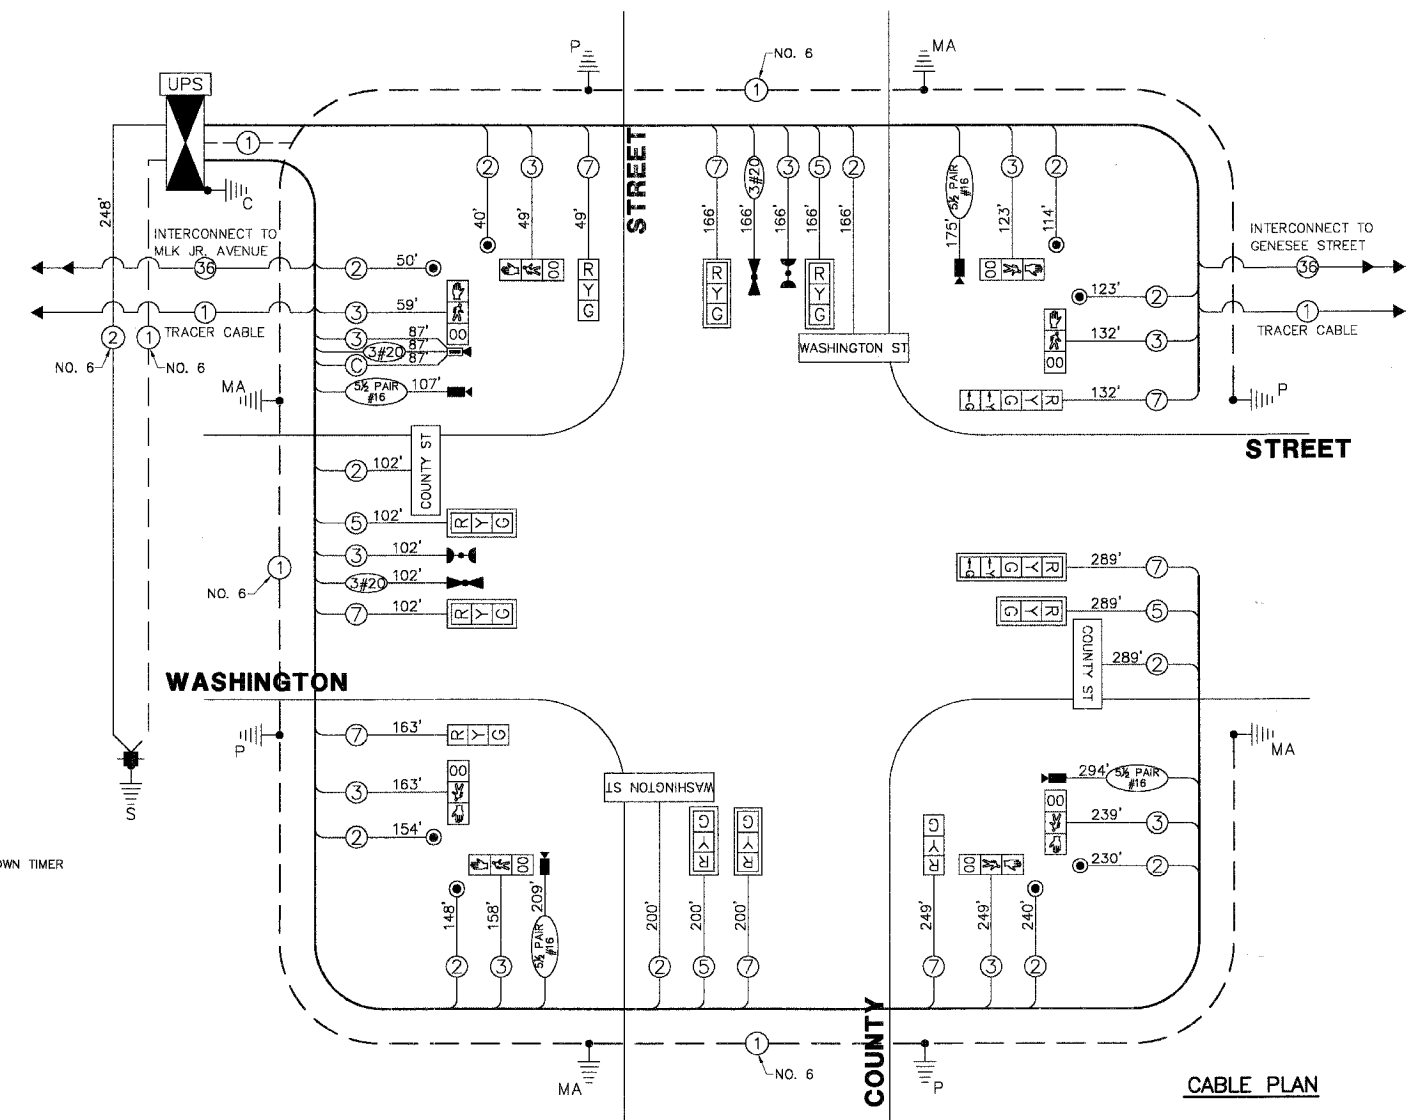 P
NO. 6
1
MA
UPS
1
C
248'
2
40'
3
49'
00
7
49'
R
Y
G
STREET
7
166'
R
Y
G
3#20
166'
3
166'
5
166'
R
Y
G
2
166'
WASHINGTON ST
5½ PAIR
#16
175'
3
123'
00
2
114'
INTERCONNECT TO
MLK JR. AVENUE
36
2
50'
1
TRACER CABLE
3
59'
00
3
87'
3#20
87'
C
87'
5½ PAIR
#16
107'
2
NO. 6
1
NO. 6
MA
INTERCONNECT TO
GENESEE STREET
36
1
TRACER CABLE
123'
2
132'
3
00
132'
7
R
Y
G
Y
G
P
STREET
2
102'
COUNTY ST
5
102'
R
Y
G
3
102'
3#20
102'
7
102'
R
Y
G
1
NO. 6
WASHINGTON
R
Y
G
Y
G
289'
7
R
Y
G
289'
5
COUNTY ST
289'
2
P
7
163'
R
Y
G
3
163'
00
2
154'
S
OWN TIMER
MA
294'
5½ PAIR
#16
00
239'
3
230'
2
WASHINGTON ST
148'
2
00
158'
3
209'
5½ PAIR
#16
200'
2
G
Y
R
200'
5
G
Y
R
200'
7
G
Y
R
249'
7
00
249'
3
240'
2
COUNTY
MA
1
NO. 6
P
CABLE PLAN